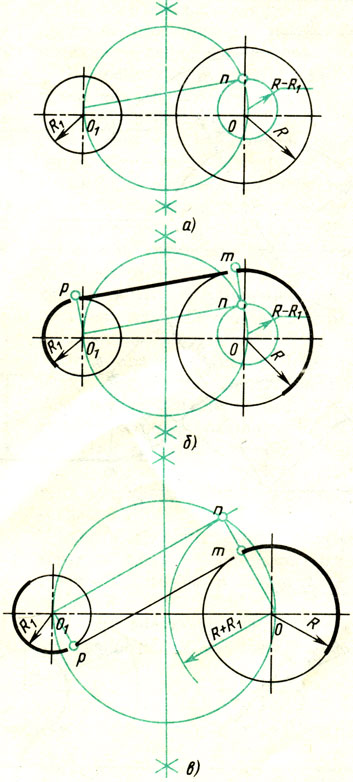 n
R–R₁
R₁
O₁
O
R
а)
m
p
n
R–R₁
R₁
O₁
O
R
б)
n
m
R₁
O₁
R+R₁
O
R
p
в)